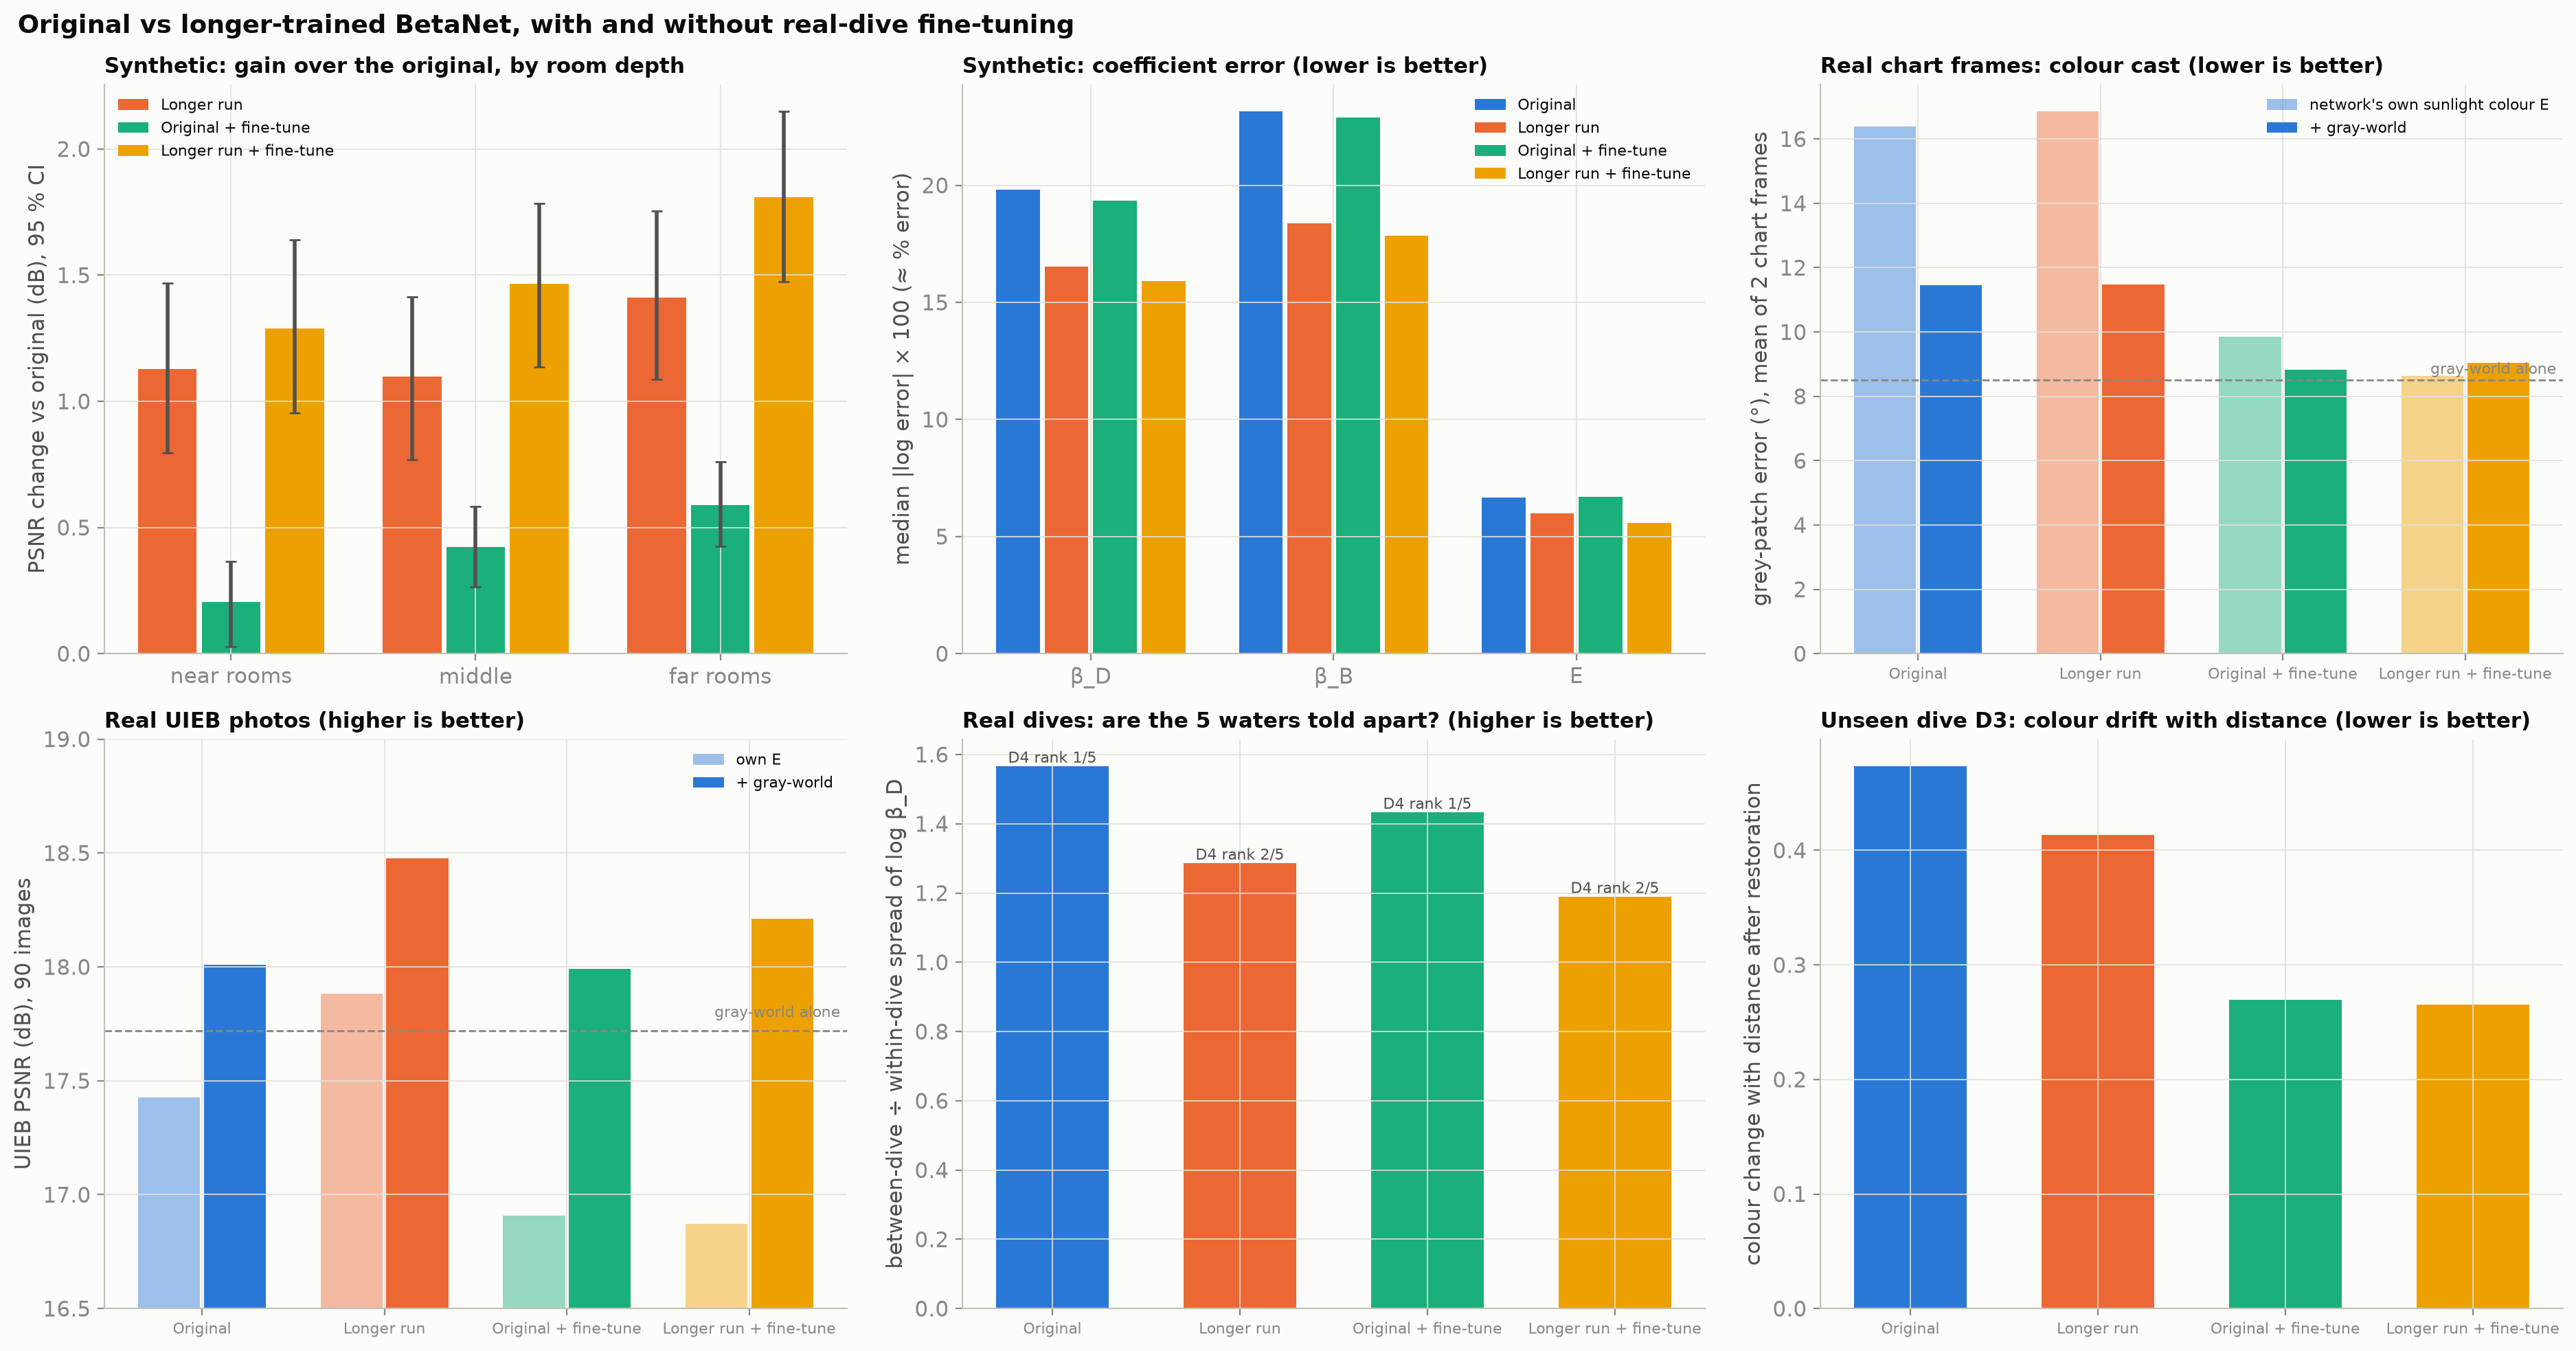 Original vs longer-trained BetaNet, with and without real-dive fine-tuning
Synthetic: gain over the original, by room depth
PSNR change vs original (dB), 95 % CI
2.0
1.5
1.0
0.5
0.0
Longer run
Original + fine-tune
Longer run + fine-tune
near rooms
middle
far rooms
Synthetic: coefficient error (lower is better)
median |log error| × 100 (≈ % error)
20
15
10
5
0
Original
Longer run
Original + fine-tune
Longer run + fine-tune
β_D
β_B
E
Real chart frames: colour cast (lower is better)
grey-patch error (°), mean of 2 chart frames
16
14
12
10
8
6
4
2
0
network's own sunlight colour E
+ gray-world
gray-world alone
Original
Longer run
Original + fine-tune
Longer run + fine-tune
Real UIEB photos (higher is better)
UIEB PSNR (dB), 90 images
19.0
18.5
18.0
17.5
17.0
16.5
own E
+ gray-world
gray-world alone
Original
Longer run
Original + fine-tune
Longer run + fine-tune
Real dives: are the 5 waters told apart? (higher is better)
between-dive ÷ within-dive spread of log β_D
1.6
1.4
1.2
1.0
0.8
0.6
0.4
0.2
0.0
D4 rank 1/5
D4 rank 2/5
D4 rank 1/5
D4 rank 2/5
Original
Longer run
Original + fine-tune
Longer run + fine-tune
Unseen dive D3: colour drift with distance (lower is better)
colour change with distance after restoration
0.4
0.3
0.2
0.1
0.0
Original
Longer run
Original + fine-tune
Longer run + fine-tune